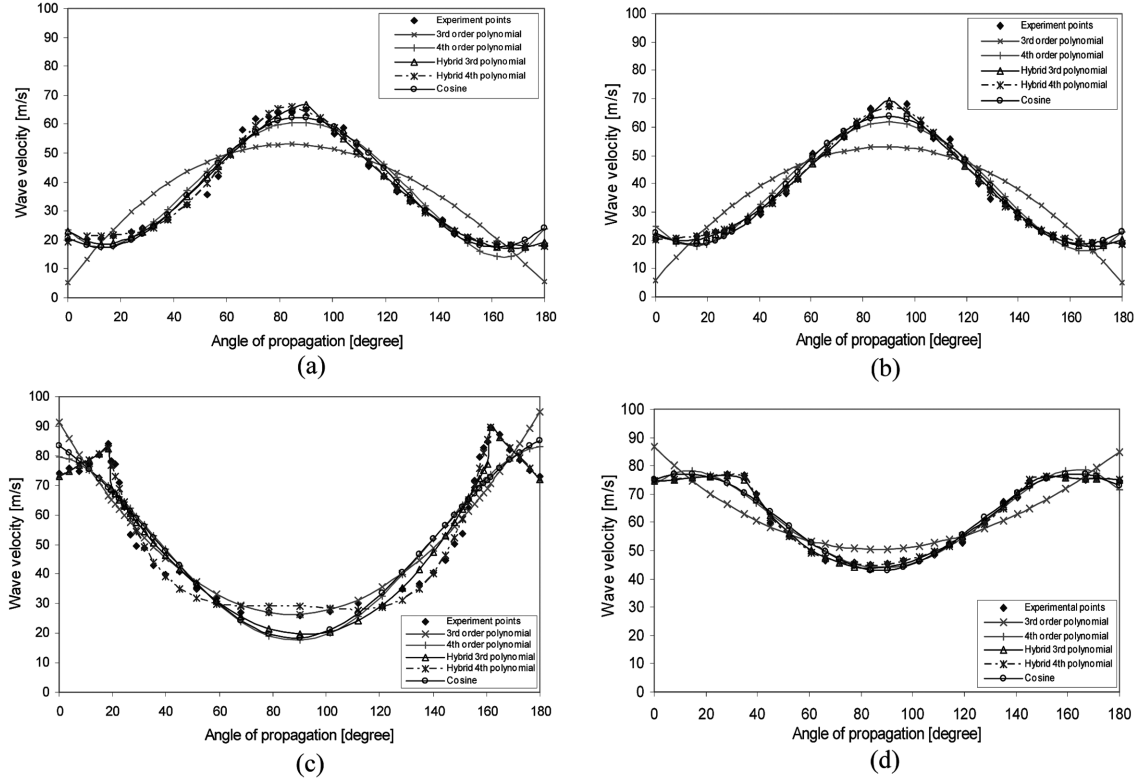 100
90
80
70
60
50
40
30
20
10
0
Wave velocity [m/s]
0 20 40 60 80 100 120 140 160 180
Angle of propagation [degree]
Experiment points
3rd order polynomial
4th order polynomial
Hybrid 3rd polynomial
Hybrid 4th polynomial
Cosine
(a)
100
90
80
70
60
50
40
30
20
10
0
Wave velocity [m/s]
0 20 40 60 80 100 120 140 160 180
Angle of propagation [degree]
Experiment points
3rd order polynomial
4th order polynomial
Hybrid 3rd polynomial
Hybrid 4th polynomial
Cosine
(b)
100
90
80
70
60
50
40
30
20
10
0
Wave velocity [m/s]
0 20 40 60 80 100 120 140 160 180
Angle of propagation [degree]
Experiment points
3rd order polynomial
4th order polynomial
Hybrid 3rd polynomial
Hybrid 4th polynomial
Cosine
(c)
100
90
80
70
60
50
40
30
20
10
0
Wave velocity [m/s]
0 20 40 60 80 100 120 140 160 180
Angle of propagation [degree]
Experimental points
3rd order polynomial
4th order polynomial
Hybrid 3rd polynomial
Hybrid 4th polynomial
Cosine
(d)